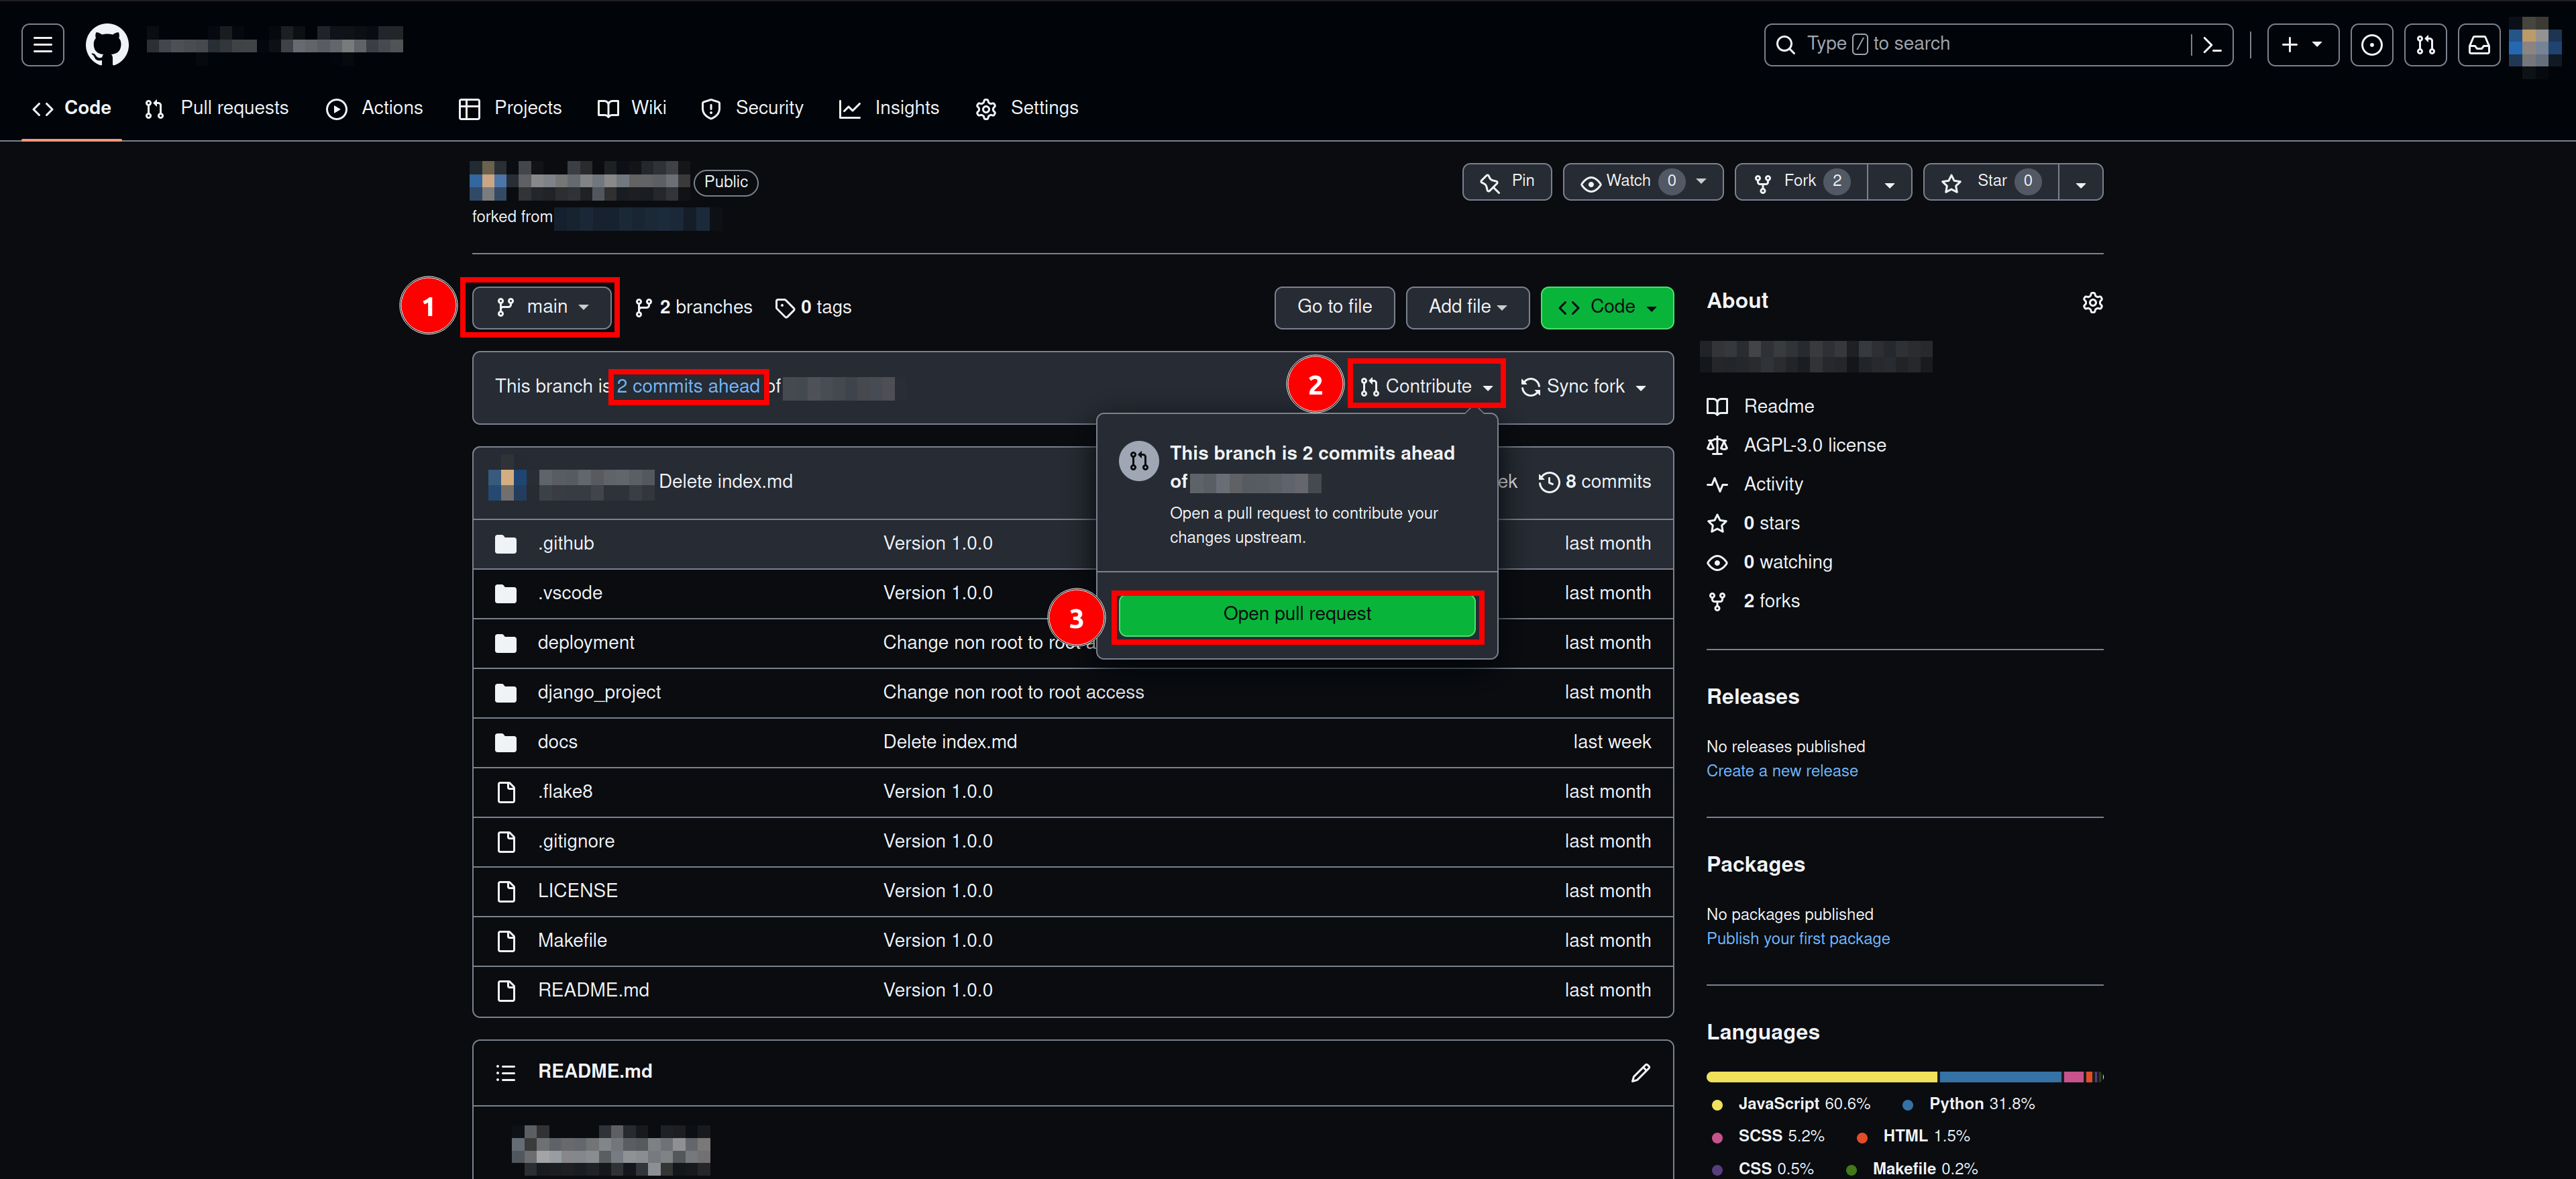 Type / to search
Code Pull requests Actions Projects Wiki Security Insights Settings
Public
Pin Watch 0 Fork 2 Star 0
forked from
1 main 2 branches 0 tags Go to file Add file Code
This branch is 2 commits ahead of
2 Contribute Sync fork
This branch is 2 commits ahead
of
Open a pull request to contribute your
changes upstream.
3 Open pull request
Delete index.md ek 8 commits
.github Version 1.0.0 last month
.vscode Version 1.0.0 last month
deployment Change non root to root a last month
django_project Change non root to root access last month
docs Delete index.md last week
.flake8 Version 1.0.0 last month
.gitignore Version 1.0.0 last month
LICENSE Version 1.0.0 last month
Makefile Version 1.0.0 last month
README.md Version 1.0.0 last month
README.md
About
Readme
AGPL-3.0 license
Activity
0 stars
0 watching
2 forks
Releases
No releases published
Create a new release
Packages
No packages published
Publish your first package
Languages
JavaScript 60.6% Python 31.8%
SCSS 5.2% HTML 1.5%
CSS 0.5% Makefile 0.2%